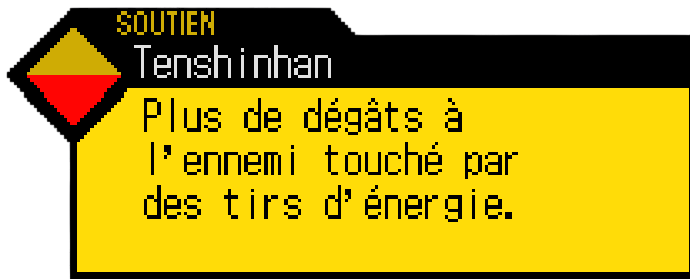 SOUTIEN
Tenshinhan
Plus de dégâts à
l'ennemi touché par
des tirs d'énergie.